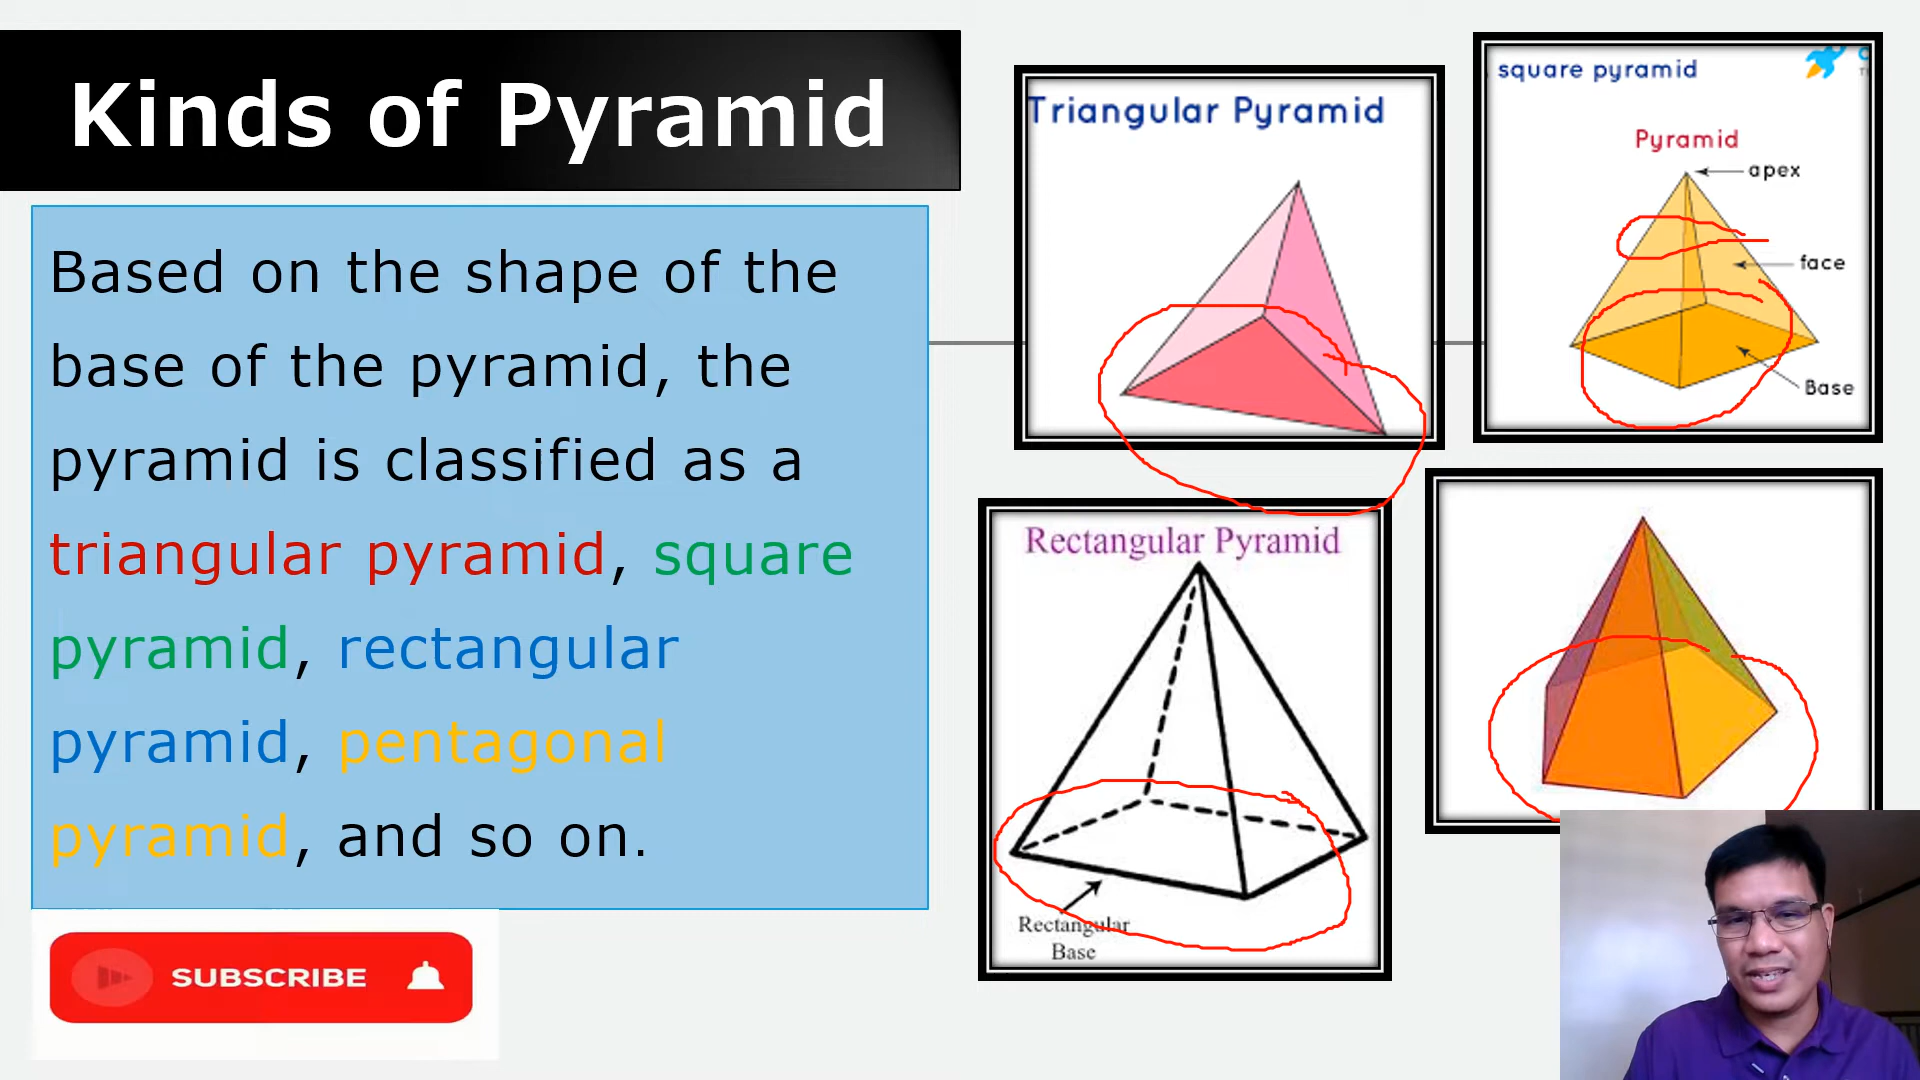 Kinds of Pyramid
Based on the shape of the
base of the pyramid, the
pyramid is classified as a
triangular pyramid, square
pyramid, rectangular
pyramid, pentagonal
pyramid, and so on.
SUBSCRIBE
Triangular Pyramid
square pyramid
Pyramid
apex
face
Base
Rectangular Pyramid
Rectangular
Base